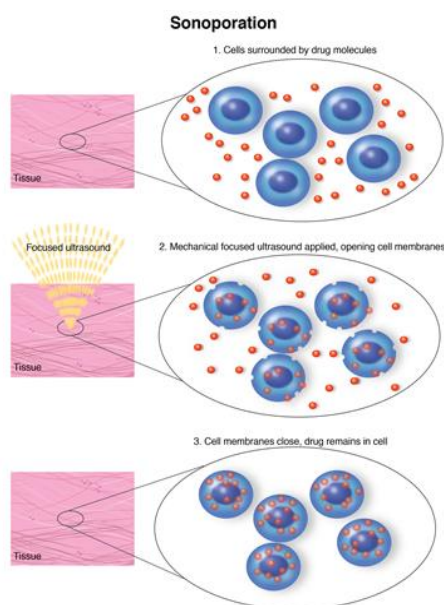 Sonoporation
1. Cells surrounded by drug molecules
Tissue
Focused ultrasound
2. Mechanical focused ultrasound applied, opening cell membranes
Tissue
3. Cell membranes close, drug remains in cell
Tissue